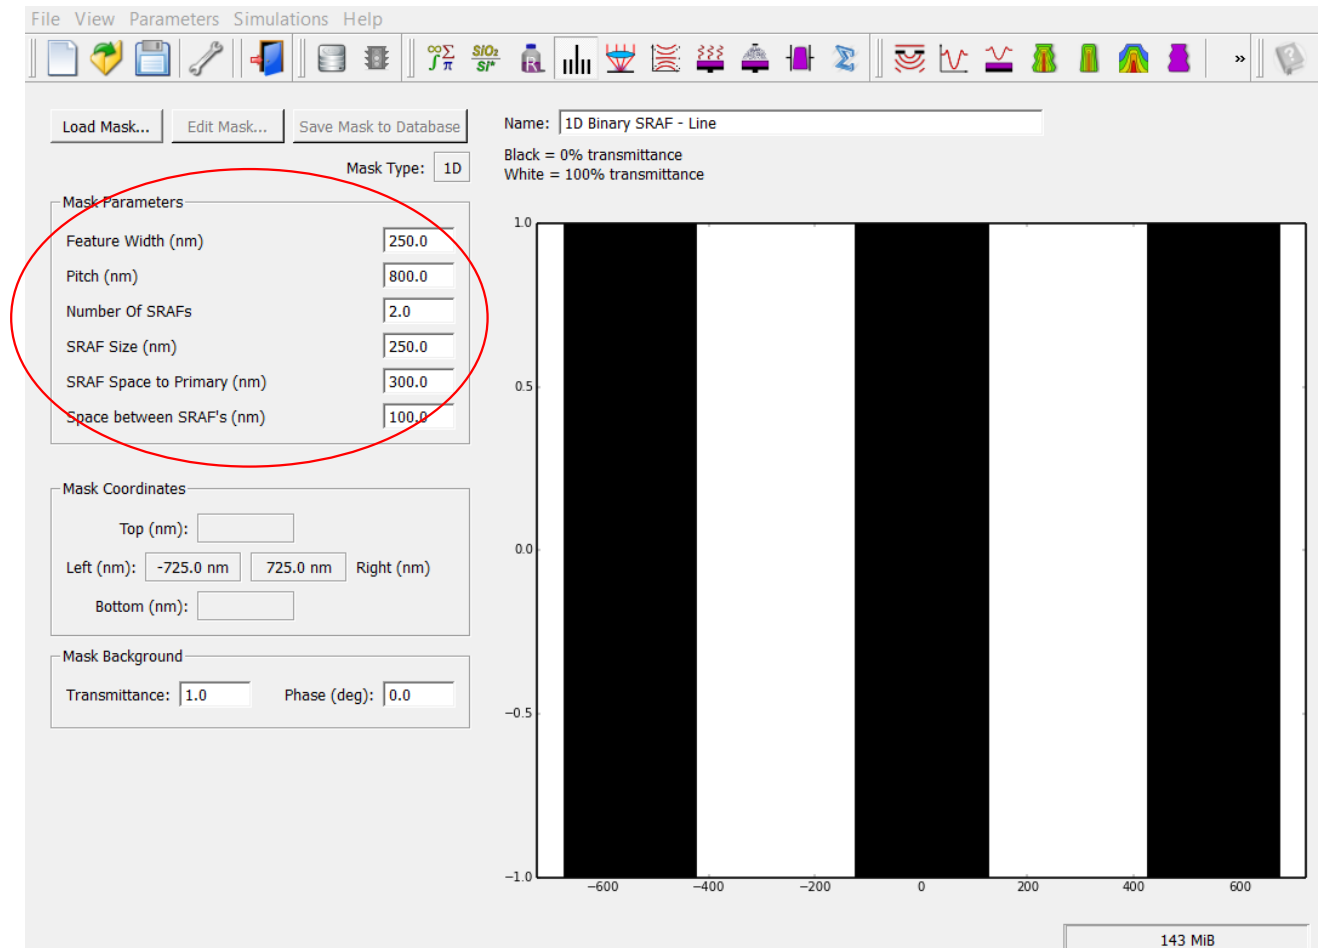 File View Parameters Simulations Help
∞Σ
∫π
SiO₂
Si*
R
Σ
»
?
Load Mask... Edit Mask... Save Mask to Database
Mask Type: 1D
Name: 1D Binary SRAF - Line
Black = 0% transmittance
White = 100% transmittance
Mask Parameters
Feature Width (nm) 250.0
Pitch (nm) 800.0
Number Of SRAFs 2.0
SRAF Size (nm) 250.0
SRAF Space to Primary (nm) 300.0
Space between SRAF's (nm) 100.0
Mask Coordinates
Top (nm):
Left (nm): -725.0 nm 725.0 nm Right (nm)
Bottom (nm):
Mask Background
Transmittance: 1.0 Phase (deg): 0.0
1.0
0.5
0.0
−0.5
−1.0
−600 −400 −200 0 200 400 600
143 MiB